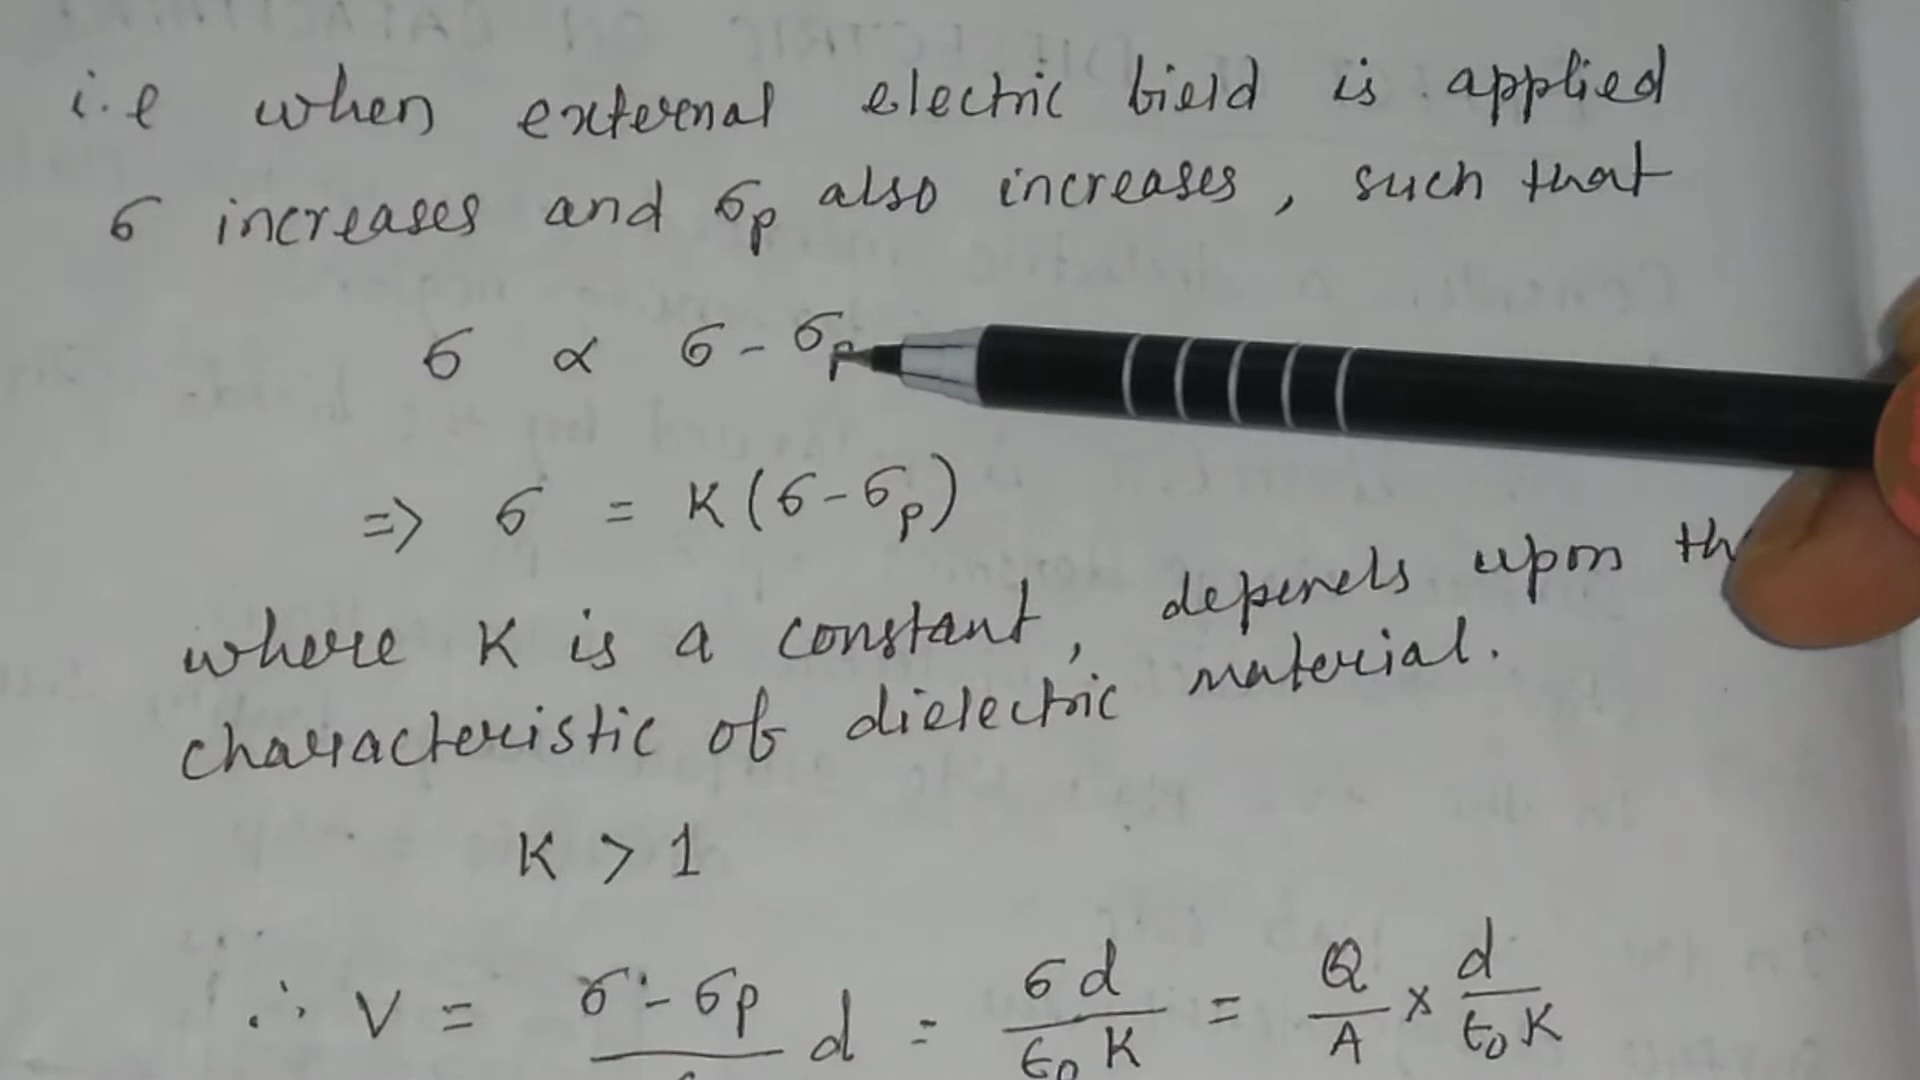 i.e when external electric field is applied
σ increases and σp also increases, such that
σ ∝ σ - σp
=> σ = K(σ-σp)
where K is a constant, depends upon
characteristic of dielectric material.
K > 1
∴ V = σ - σp d = σd/ε0 K = Q/A × d/ε0 K